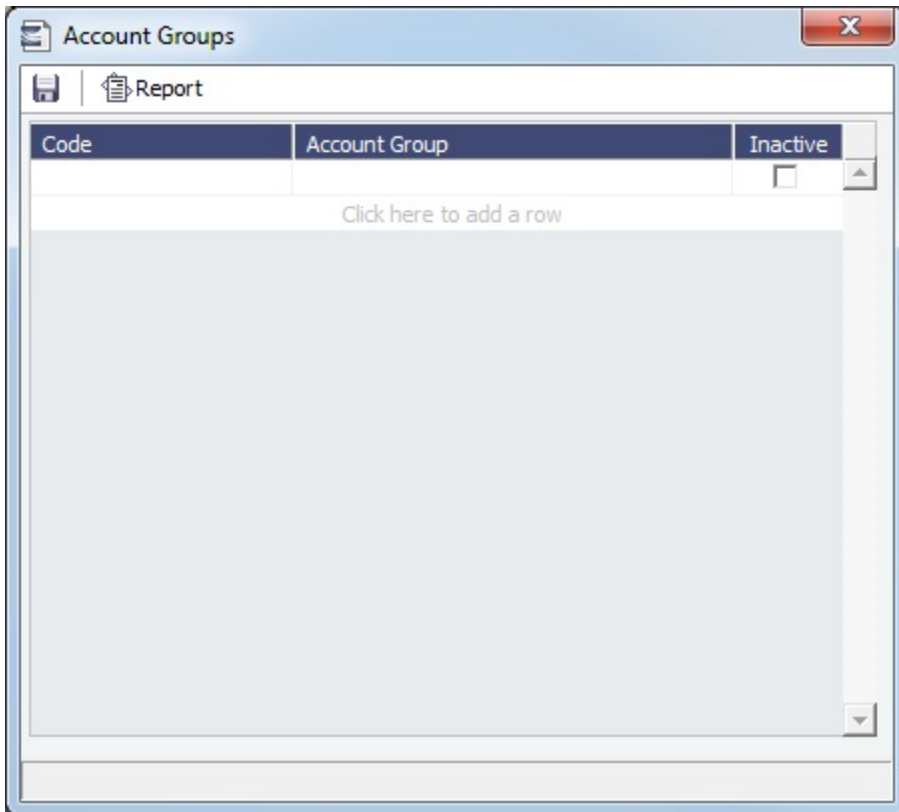 Account Groups
Report
Code Account Group Inactive
Click here to add a row